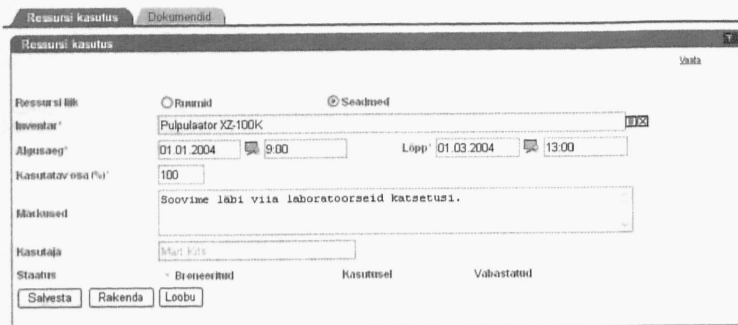 Ressursi kasutus Dokumendid
Ressursi kasutus
Vaata
Ressursi liik Ruumid Seadmed
Inventar* Pulpulaator XZ-100K
Algusaeg* 01.01.2004 9:00 Lõpp* 01.03.2004 13:00
Kasutatav osa (%)* 100
Märkused Soovime läbi viia laboratoorseid katsetusi.
Kasutaja Mart Kits
Staatus Breneeritud Kasutusel Vabastatud
Salvesta Rakenda Loobu